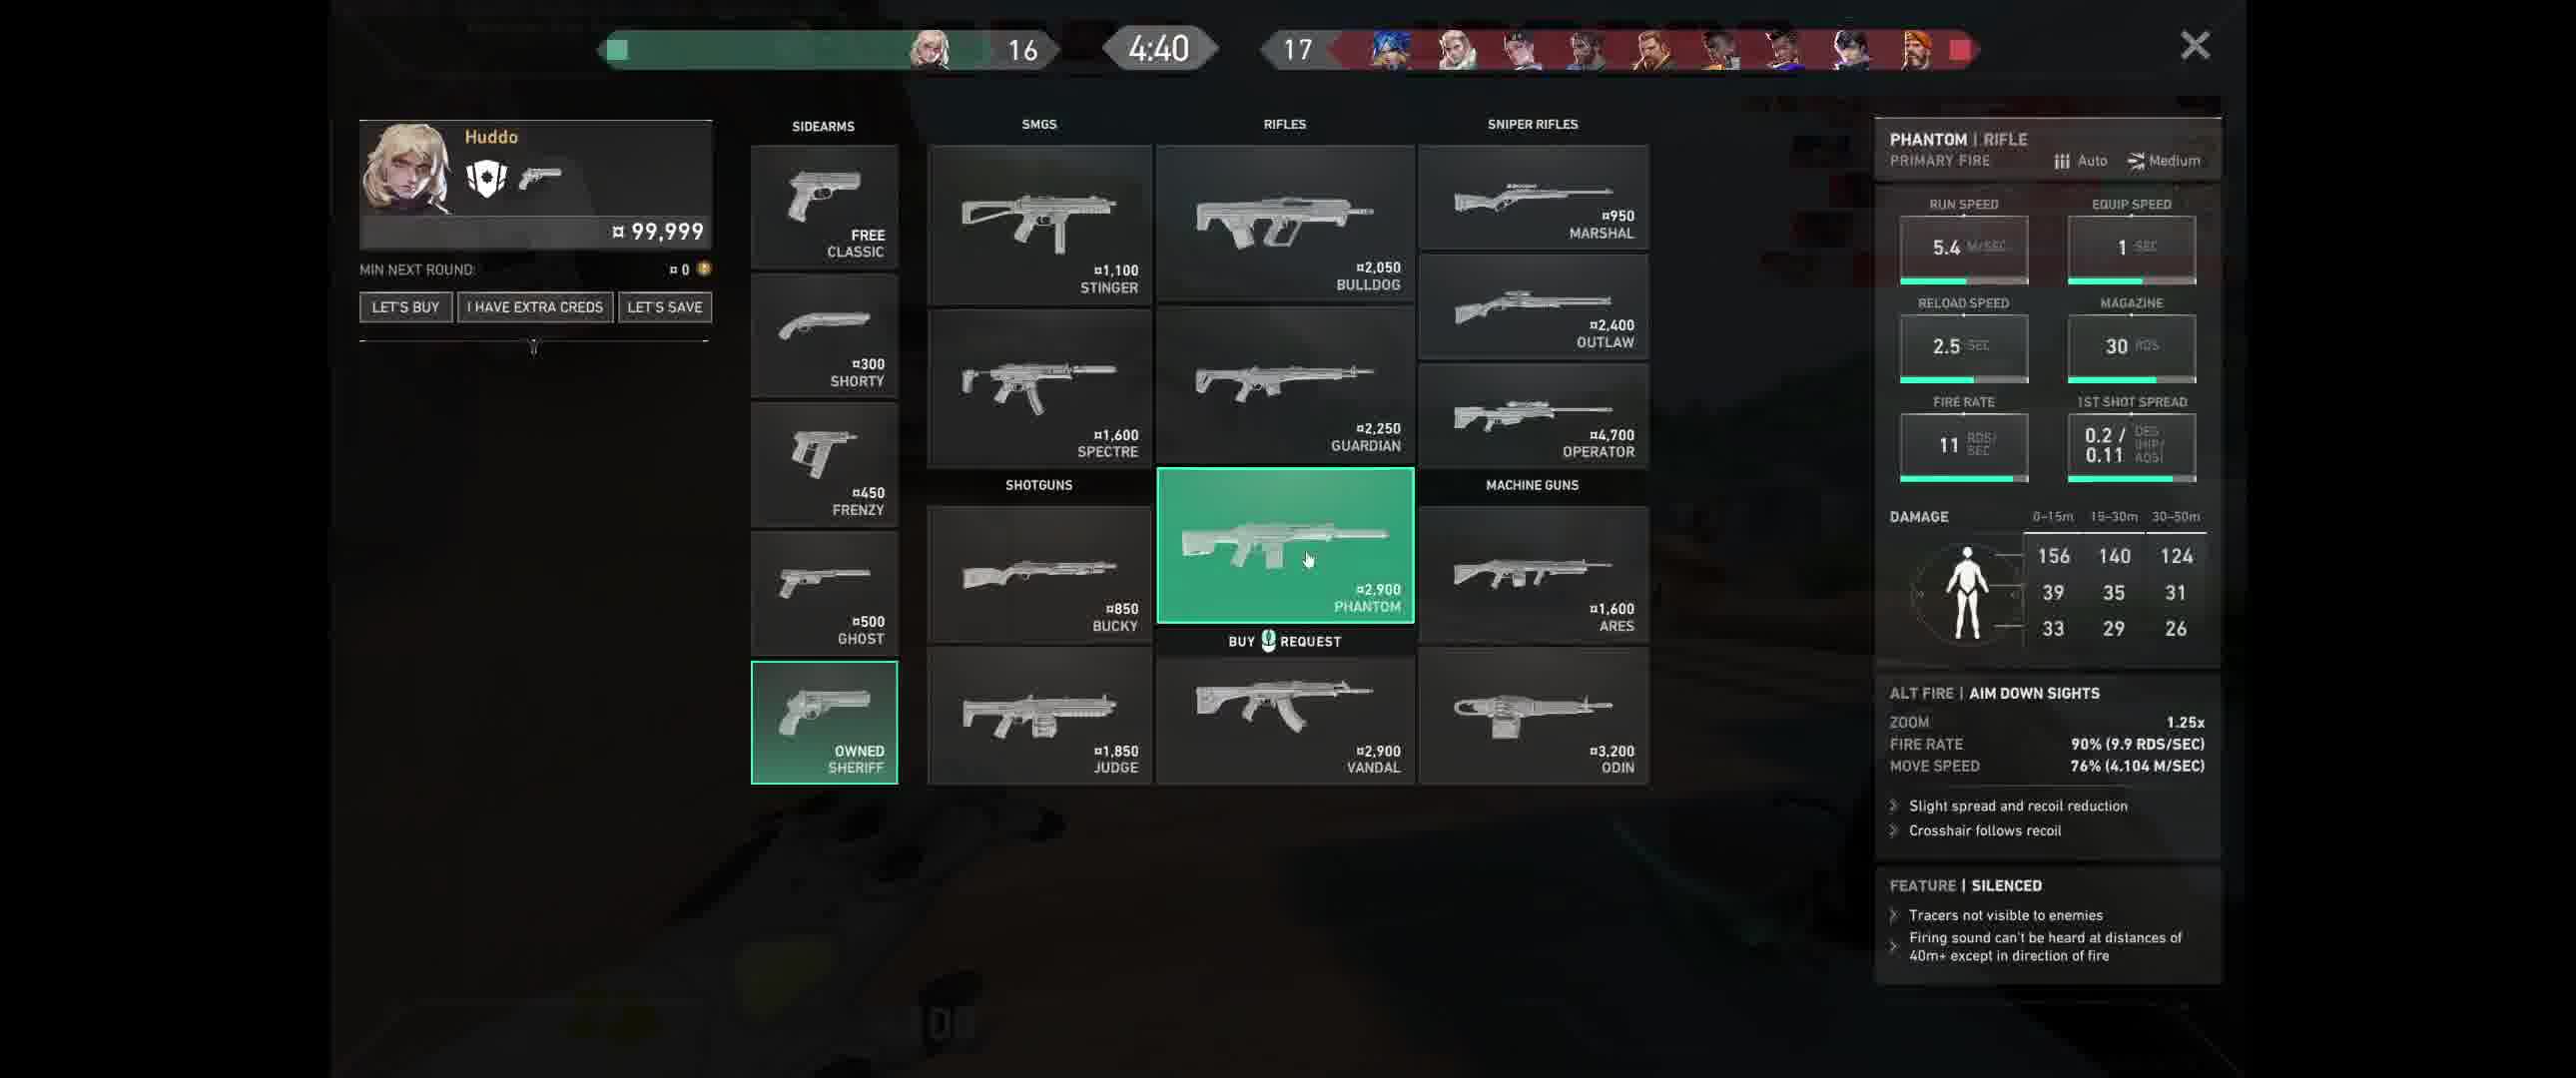 16
4:40
17
Huddo
¤ 99,999
MIN NEXT ROUND:
¤ 0
LET'S BUY
I HAVE EXTRA CREDS
LET'S SAVE
SIDEARMS
FREE
CLASSIC
¤300
SHORTY
¤450
FRENZY
¤500
GHOST
OWNED
SHERIFF
SMGS
¤1,100
STINGER
¤1,600
SPECTRE
SHOTGUNS
¤850
BUCKY
¤1,850
JUDGE
RIFLES
¤2,050
BULLDOG
¤2,250
GUARDIAN
¤2,900
PHANTOM
BUY REQUEST
¤2,900
VANDAL
SNIPER RIFLES
¤950
MARSHAL
¤2,400
OUTLAW
¤4,700
OPERATOR
MACHINE GUNS
¤1,600
ARES
¤3,200
ODIN
PHANTOM | RIFLE
PRIMARY FIRE Auto Medium
RUN SPEED EQUIP SPEED
5.4 M/SEC 1 SEC
RELOAD SPEED MAGAZINE
2.5 SEC 30 RDS
FIRE RATE 1ST SHOT SPREAD
11 RDS/SEC 0.2 / 0.11 DEG (HIP/ADS)
DAMAGE 0-15m 15-30m 30-50m
156 140 124
39 35 31
33 29 26
ALT FIRE | AIM DOWN SIGHTS
ZOOM 1.25x
FIRE RATE 90% (9.9 RDS/SEC)
MOVE SPEED 76% (4.104 M/SEC)
Slight spread and recoil reduction
Crosshair follows recoil
FEATURE | SILENCED
Tracers not visible to enemies
Firing sound can't be heard at distances of
40m+ except in direction of fire